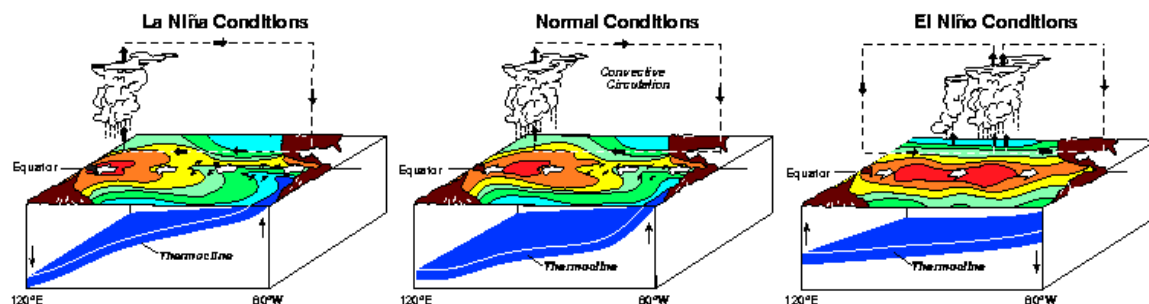 La Niña Conditions
Normal Conditions
El Niño Conditions
Convective
Circulation
Equator
Equator
Equator
Thermocline
Thermocline
Thermocline
120°E
80°W
120°E
80°W
120°E
80°W